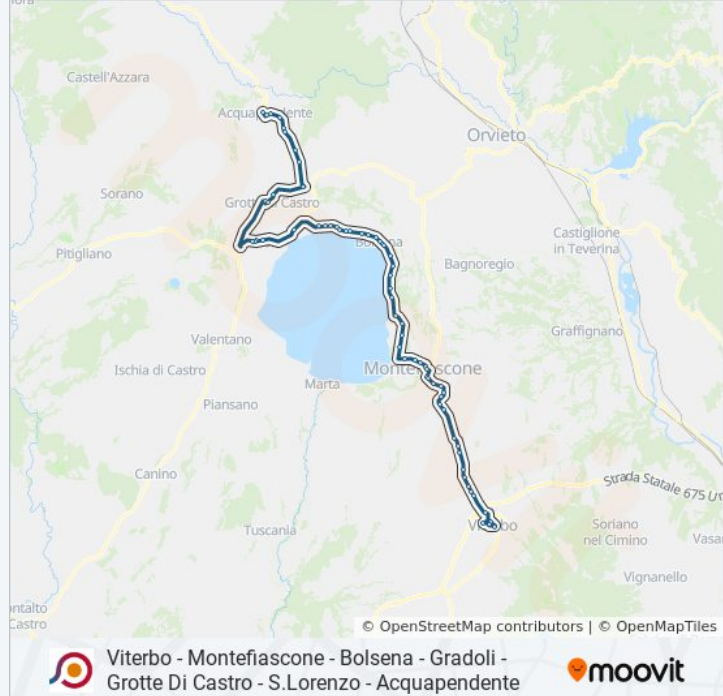 Castell'Azzara
Acquapendente
Orvieto
Sorano
Grotte di Castro
Castiglione
in Teverina
Pitigliano
Bolsena
Bagnoregio
Graffignano
Valentano
Ischia di Castro
Montefiascone
Marta
Piansano
Canino
Strada Statale 675 U
Viterbo
Soriano
nel Cimino
Tuscania
Vasa
Vignanello
ontalto
Castro
© OpenStreetMap contributors | © OpenMapTiles
Viterbo - Montefiascone - Bolsena - Gradoli -
Grotte Di Castro - S.Lorenzo - Acquapendente
moovit